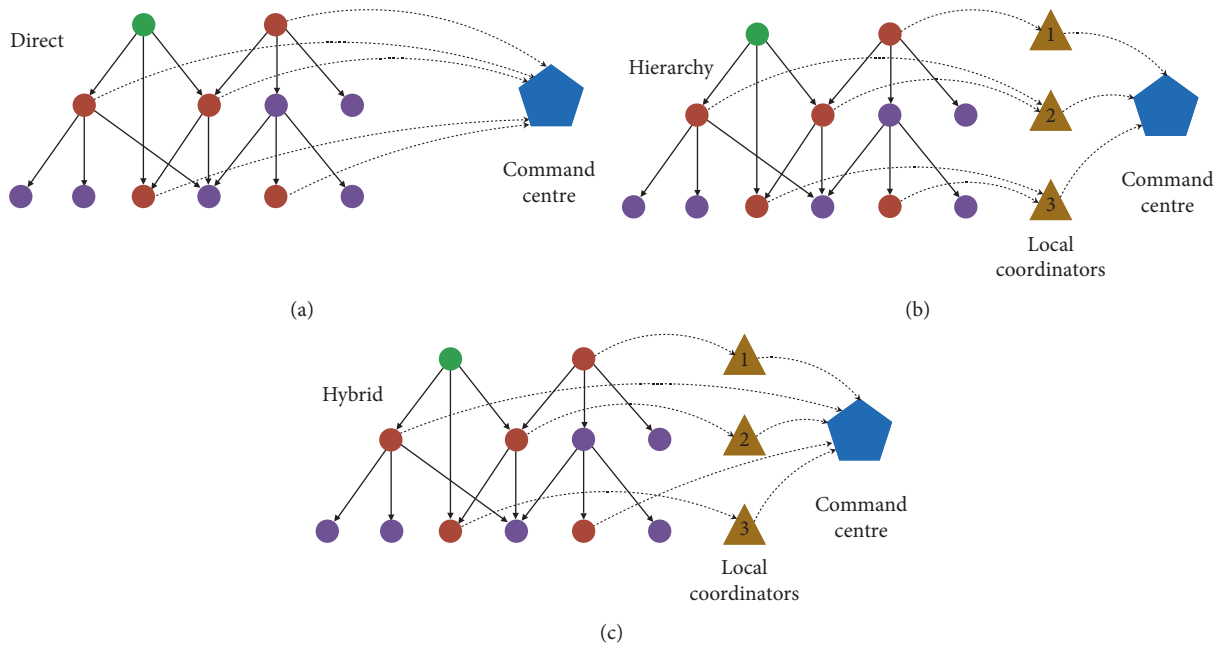 Direct
Command
centre
(a)
Hierarchy
1
2
3
Command
centre
Local
coordinators
(b)
Hybrid
1
2
3
Command
centre
Local
coordinators
(c)